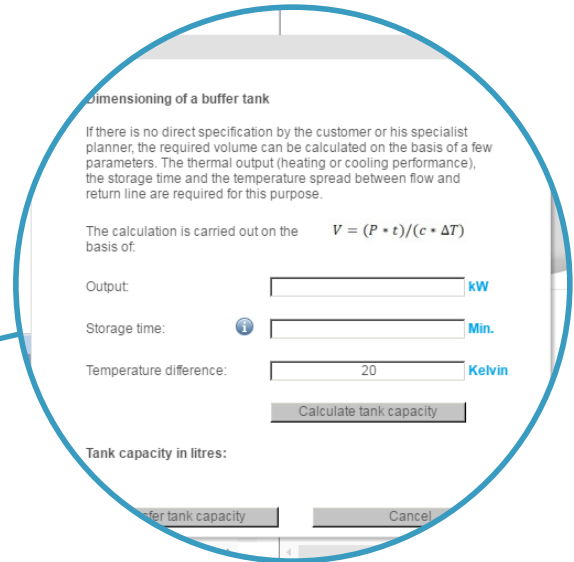 Dimensioning of a buffer tank
If there is no direct specification by the customer or his specialist
planner, the required volume can be calculated on the basis of a few
parameters. The thermal output (heating or cooling performance),
the storage time and the temperature spread between flow and
return line are required for this purpose.
The calculation is carried out on the V = (P * t)/(c * ΔT)
basis of:
Output: kW
Storage time: i Min.
Temperature difference: 20 Kelvin
Calculate tank capacity
Tank capacity in litres:
tank capacity Cancel